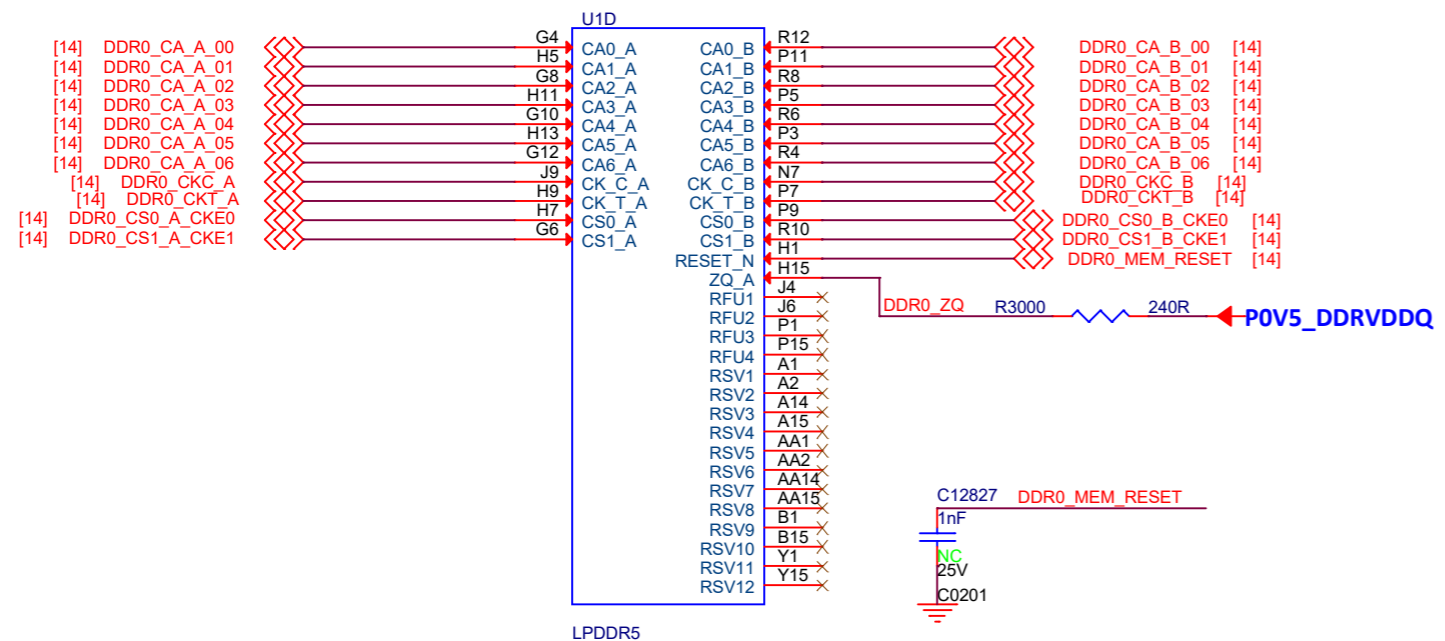 U1D
[14] DDR0_CA_A_00 G4 CA0_A CA0_B R12 DDR0_CA_B_00 [14]
[14] DDR0_CA_A_01 H5 CA1_A CA1_B P11 DDR0_CA_B_01 [14]
[14] DDR0_CA_A_02 G8 CA2_A CA2_B R8 DDR0_CA_B_02 [14]
[14] DDR0_CA_A_03 H11 CA3_A CA3_B P5 DDR0_CA_B_03 [14]
[14] DDR0_CA_A_04 G10 CA4_A CA4_B R6 DDR0_CA_B_04 [14]
[14] DDR0_CA_A_05 H13 CA5_A CA5_B P3 DDR0_CA_B_05 [14]
[14] DDR0_CA_A_06 G12 CA6_A CA6_B R4 DDR0_CA_B_06 [14]
[14] DDR0_CKC_A J9 CK_C_A CK_C_B N7 DDR0_CKC_B [14]
[14] DDR0_CKT_A H9 CK_T_A CK_T_B P7 DDR0_CKT_B [14]
[14] DDR0_CS0_A_CKE0 H7 CS0_A CS0_B P9 DDR0_CS0_B_CKE0 [14]
[14] DDR0_CS1_A_CKE1 G6 CS1_A CS1_B R10 DDR0_CS1_B_CKE1 [14]
RESET_N H1 DDR0_MEM_RESET [14]
ZQ_A H15
RFU1 J4 DDR0_ZQ R3000 240R
RFU2 J6 P0V5_DDRVDDQ
RFU3 P1
RFU4 P15
RSV1 A1
RSV2 A2
RSV3 A14
RSV4 A15
RSV5 AA1
RSV6 AA2
RSV7 AA14
RSV8 AA15
RSV9 B1
RSV10 B15
RSV11 Y1
RSV12 Y15
C12827 DDR0_MEM_RESET
1nF
NC
25V
C0201
LPDDR5